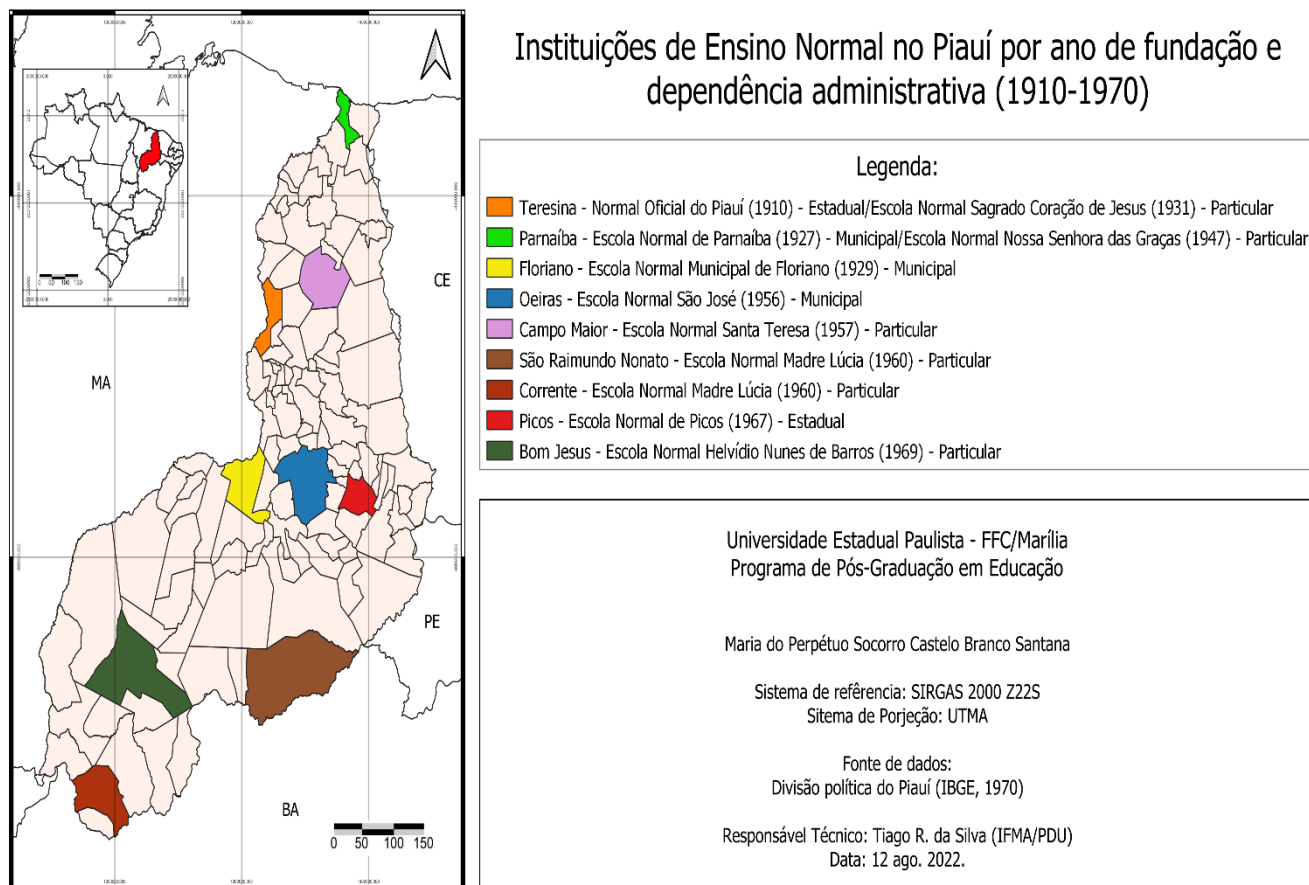 Instituições de Ensino Normal no Piauí por ano de fundação e
dependência administrativa (1910-1970)
Legenda:
Teresina - Normal Oficial do Piauí (1910) - Estadual/Escola Normal Sagrado Coração de Jesus (1931) - Particular
Parnaíba - Escola Normal de Parnaíba (1927) - Municipal/Escola Normal Nossa Senhora das Graças (1947) - Particular
Floriano - Escola Normal Municipal de Floriano (1929) - Municipal
Oeiras - Escola Normal São José (1956) - Municipal
Campo Maior - Escola Normal Santa Teresa (1957) - Particular
São Raimundo Nonato - Escola Normal Madre Lúcia (1960) - Particular
Corrente - Escola Normal Madre Lúcia (1960) - Particular
Picos - Escola Normal de Picos (1967) - Estadual
Bom Jesus - Escola Normal Helvídio Nunes de Barros (1969) - Particular
CE
MA
PE
BA
0 50 100 150
0 50 100 150
Universidade Estadual Paulista - FFC/Marília
Programa de Pós-Graduação em Educação
Maria do Perpétuo Socorro Castelo Branco Santana
Sistema de refêrencia: SIRGAS 2000 Z22S
Sitema de Porjeção: UTMA
Fonte de dados:
Divisão política do Piauí (IBGE, 1970)
Responsável Técnico: Tiago R. da Silva (IFMA/PDU)
Data: 12 ago. 2022.